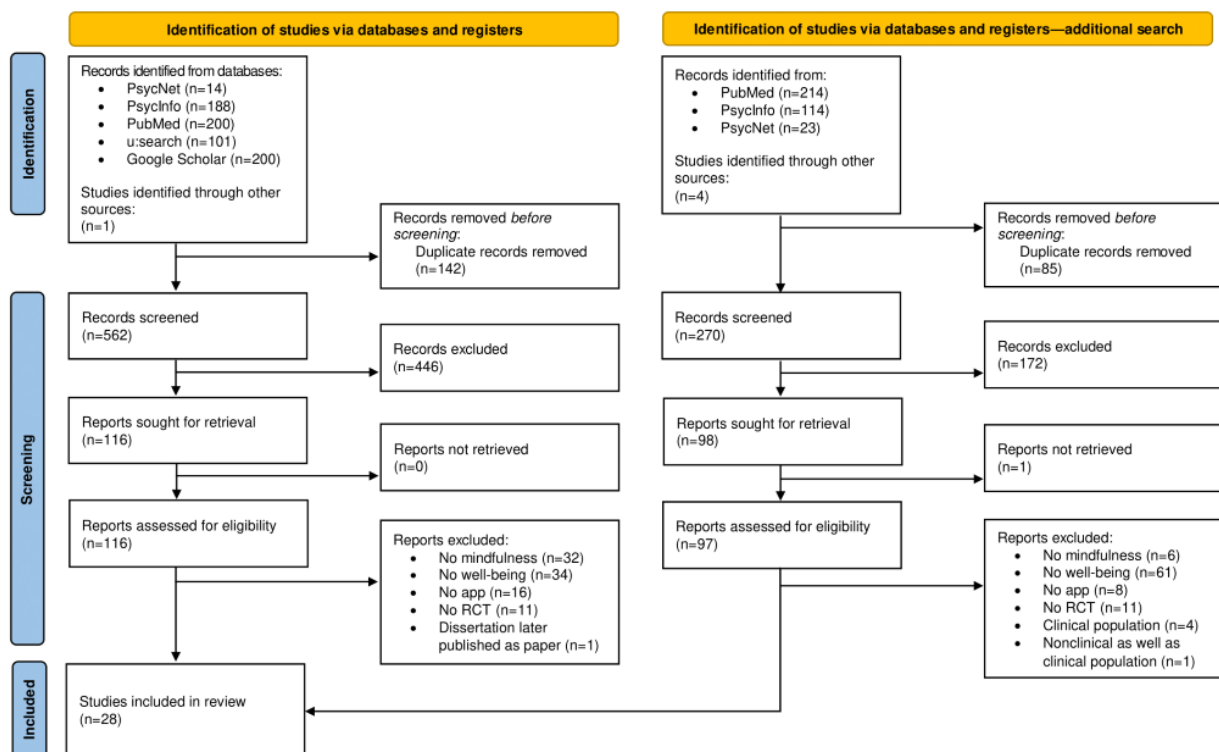 Identification of studies via databases and registers
Identification of studies via databases and registers—additional search
Identification
Records identified from databases:
• PsycNet (n=14)
• PsycInfo (n=188)
• PubMed (n=200)
• u:search (n=101)
• Google Scholar (n=200)
Studies identified through other
sources:
(n=1)
Records removed before
screening:
Duplicate records removed
(n=142)
Records identified from:
• PubMed (n=214)
• PsycInfo (n=114)
• PsycNet (n=23)
Studies identified through other
sources:
(n=4)
Records removed before
screening:
Duplicate records removed
(n=85)
Screening
Records screened
(n=562)
Records excluded
(n=446)
Reports sought for retrieval
(n=116)
Reports not retrieved
(n=0)
Reports assessed for eligibility
(n=116)
Reports excluded:
• No mindfulness (n=32)
• No well-being (n=34)
• No app (n=16)
• No RCT (n=11)
• Dissertation later
published as paper (n=1)
Records screened
(n=270)
Records excluded
(n=172)
Reports sought for retrieval
(n=98)
Reports not retrieved
(n=1)
Reports assessed for eligibility
(n=97)
Reports excluded:
• No mindfulness (n=6)
• No well-being (n=61)
• No app (n=8)
• No RCT (n=11)
• Clinical population (n=4)
• Nonclinical as well as
clinical population (n=1)
Included
Studies included in review
(n=28)